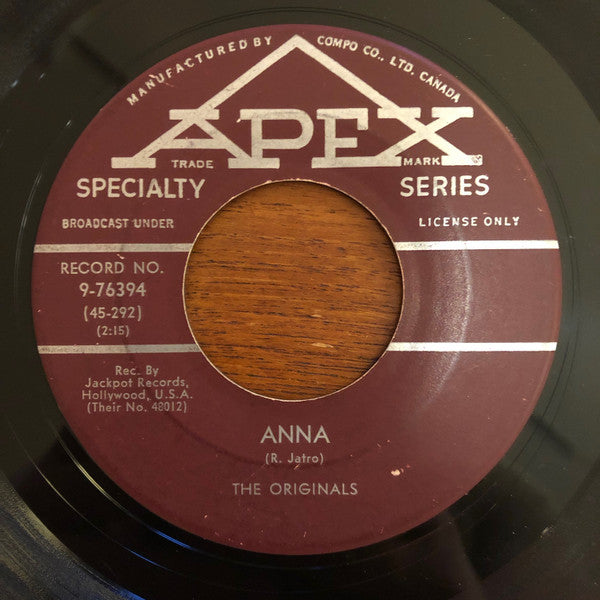 MANUFACTURED BY COMPO CO., LTD. CANADA
APEX
TRADE MARK
SPECIALTY SERIES
BROADCAST UNDER LICENSE ONLY
RECORD NO.
9-76394
(45-292)
(2:15)
Rec. By
Jackpot Records,
Hollywood, U.S.A.
(Their No. 48012)
ANNA
(R. Jatro)
THE ORIGINALS